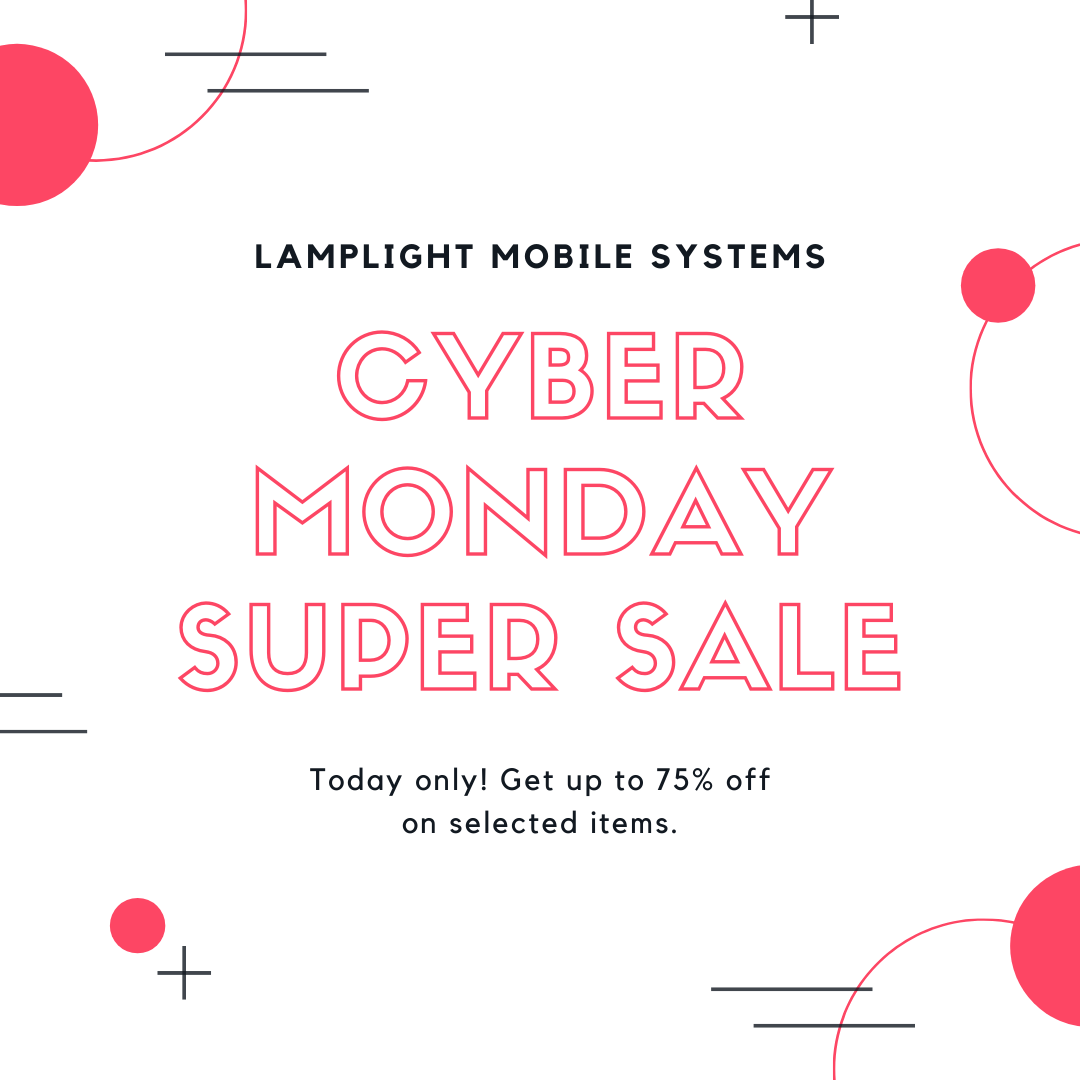 LAMPLIGHT MOBILE SYSTEMS
CYBER
MONDAY
SUPER SALE
Today only! Get up to 75% off
on selected items.